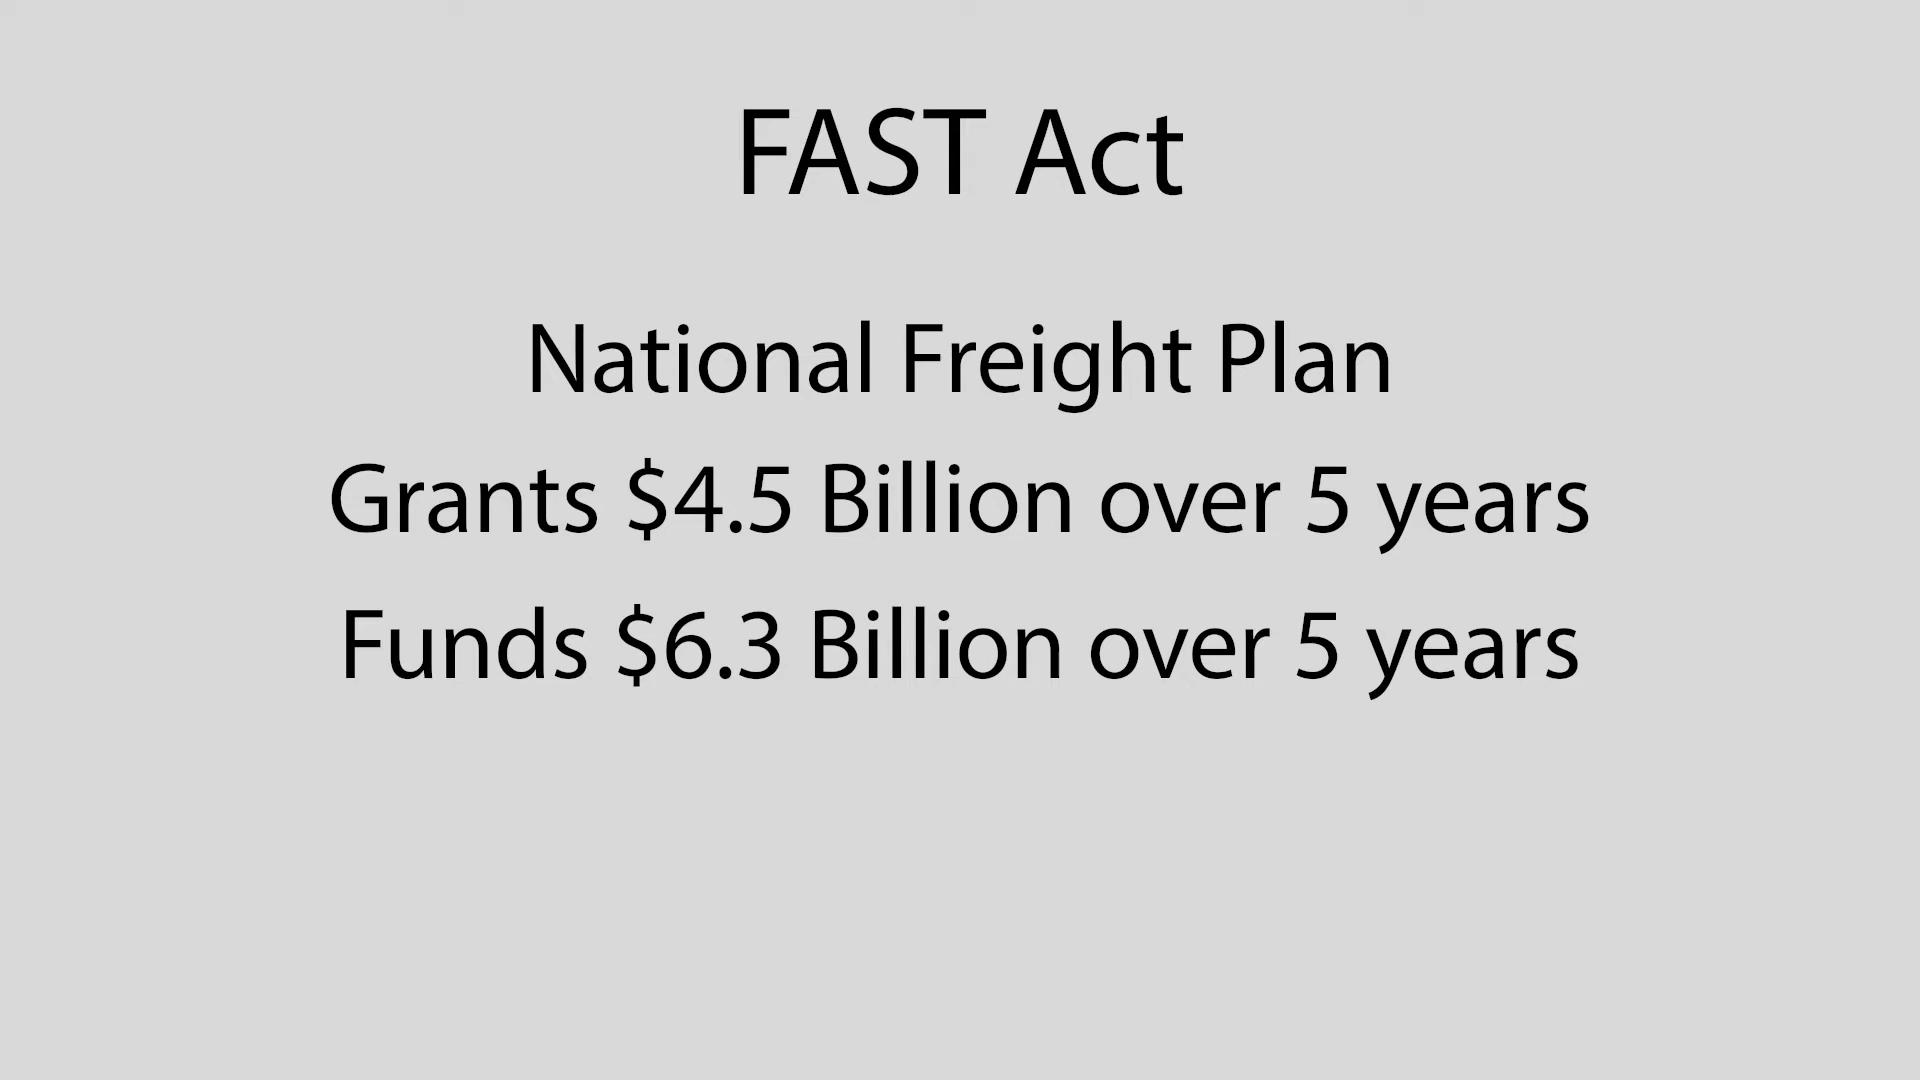 FAST Act
National Freight Plan
Grants $4.5 Billion over 5 years
Funds $6.3 Billion over 5 years